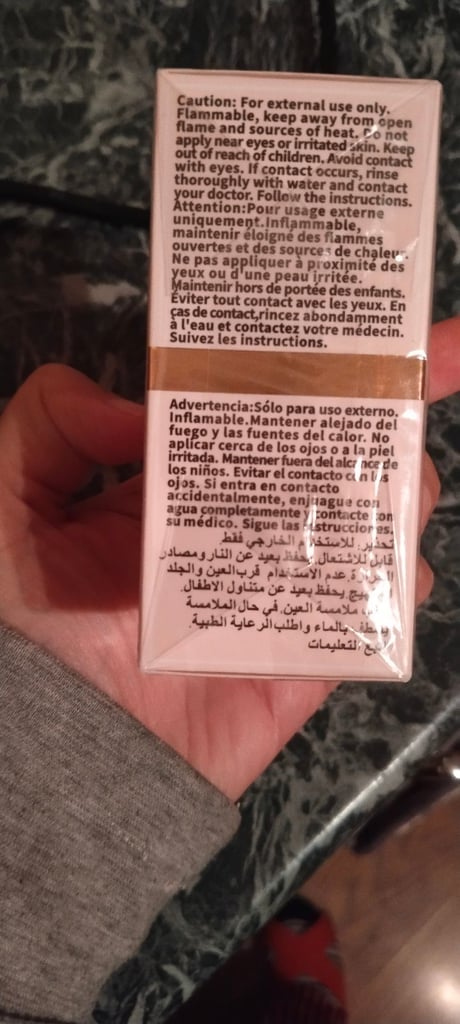 Caution: For external use only.
Flammable, keep away from open
flame and sources of heat. Do not
apply near eyes or irritated skin. Keep
out of reach of children. Avoid contact
with eyes. If contact occurs, rinse
thoroughly with water and contact
your doctor. Follow the instructions.
Attention:Pour usage externe
uniquement.Inflammable,
maintenir éloigné des flammes
ouvertes et des sources de chaleur.
Ne pas appliquer à proximité des
yeux ou d'une peau irritée.
Maintenir hors de portée des enfants.
Éviter tout contact avec les yeux. En
cas de contact,rincez abondamment
à l'eau et contactez votre médecin.
Suivez les instructions.
Advertencia:Sólo para uso externo.
Inflamable.Mantener alejado del
fuego y las fuentes del calor. No
aplicar cerca de los ojos o a la piel
irritada. Mantener fuera del alcance de
los niños. Evitar el contacto con los
ojos. Si entra en contacto
accidentalmente, enjuague con
agua completamente y contacte con
su médico. Sigue las instrucciones.
تحذير: للاستخدام الخارجي فقط.
قابل للاشتعال يحفظ بعيد عن النار ومصادر
الحرارة عدم الاستخدام قرب العين والجلد
يحفظ بعيد عن متناول الاطفال.
ملامسة العين. في حال الملامسة
بالماء واطلب الرعاية الطبية.
التعليمات